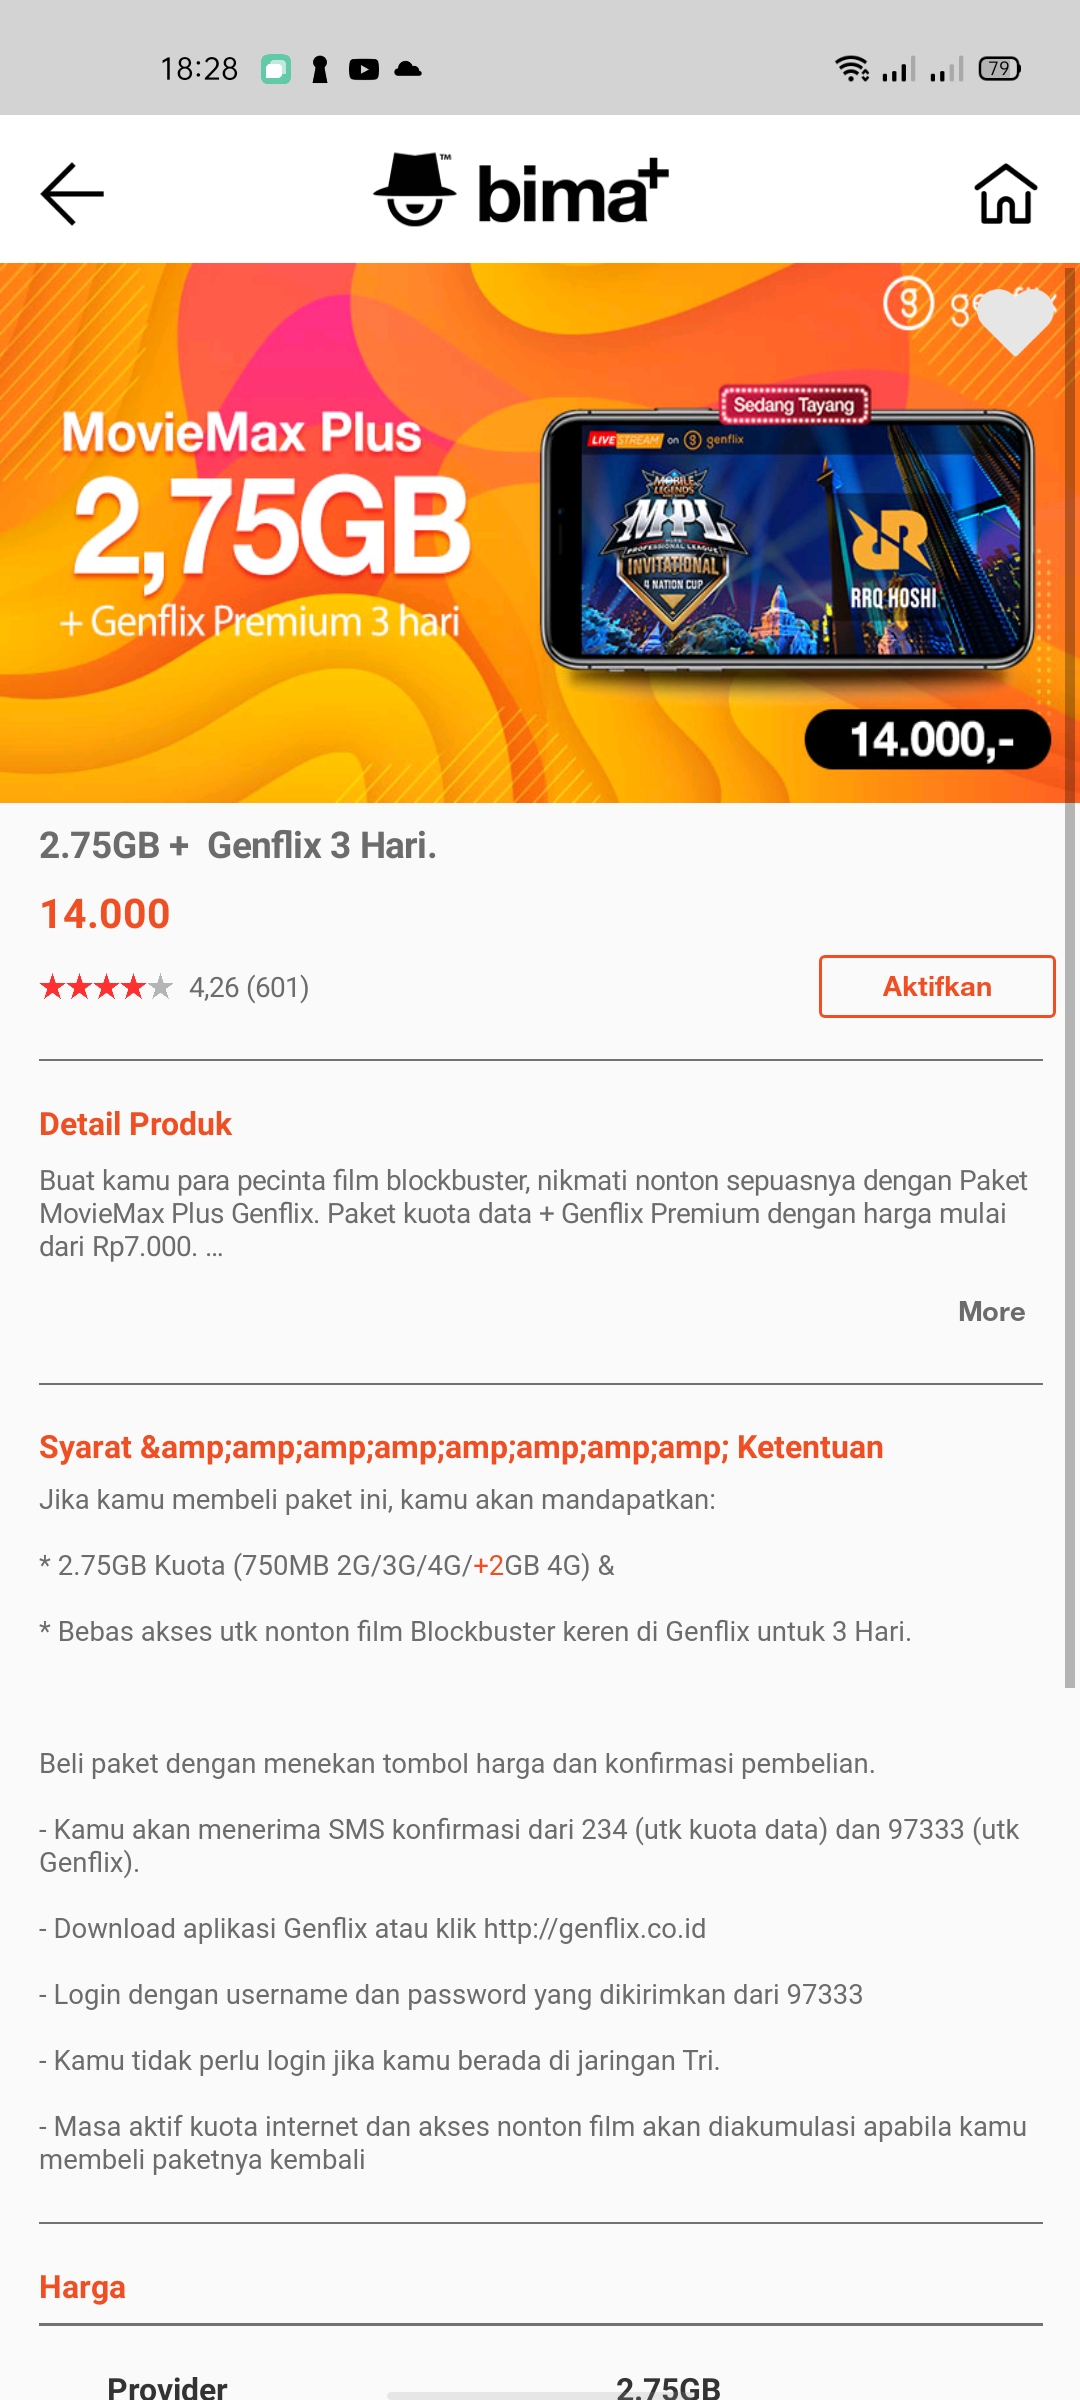 18:28
79
bima+
TM
genflix
MovieMax Plus
2,75GB
+ Genflix Premium 3 hari
Sedang Tayang
LIVE STREAM on genflix
MOBILE
LEGENDS
MPL
PROFESSIONAL LEAGUE
INVITATIONAL
4 NATION CUP
RRQ HOSHI
14.000,-
2.75GB + Genflix 3 Hari.
14.000
4,26 (601)
Aktifkan
Detail Produk
Buat kamu para pecinta film blockbuster, nikmati nonton sepuasnya dengan Paket
MovieMax Plus Genflix. Paket kuota data + Genflix Premium dengan harga mulai
dari Rp7.000. ...
More
Syarat &amp;amp;amp;amp;amp;amp;amp;amp; Ketentuan
Jika kamu membeli paket ini, kamu akan mandapatkan:
* 2.75GB Kuota (750MB 2G/3G/4G/+2GB 4G) &
* Bebas akses utk nonton film Blockbuster keren di Genflix untuk 3 Hari.
Beli paket dengan menekan tombol harga dan konfirmasi pembelian.
- Kamu akan menerima SMS konfirmasi dari 234 (utk kuota data) dan 97333 (utk
Genflix).
- Download aplikasi Genflix atau klik http://genflix.co.id
- Login dengan username dan password yang dikirimkan dari 97333
- Kamu tidak perlu login jika kamu berada di jaringan Tri.
- Masa aktif kuota internet dan akses nonton film akan diakumulasi apabila kamu
membeli paketnya kembali
Harga
Provider 2.75GB